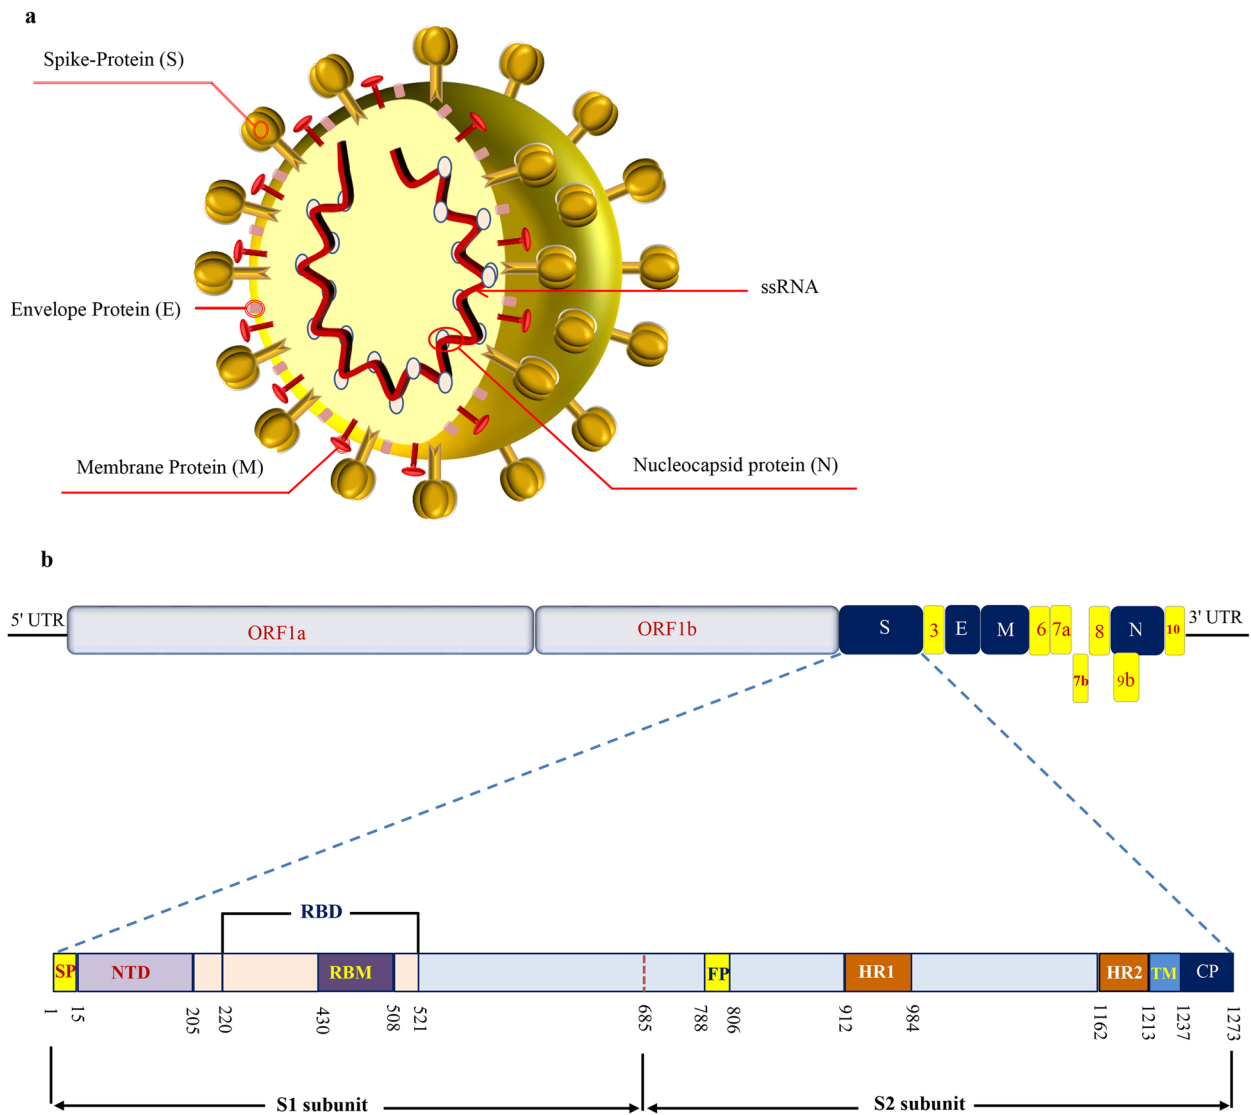 a
Spike-Protein (S)
ssRNA
Envelope Protein (E)
Membrane Protein (M)
Nucleocapsid protein (N)
b
5' UTR
ORF1a
ORF1b
S
3
E
M
6
7a
8
N
10
3' UTR
7b
9b
RBD
SP
NTD
RBM
FP
HR1
HR2
TM
CP
1
15
205
220
430
508
521
685
788
806
912
984
1162
1213
1237
1273
S1 subunit
S2 subunit